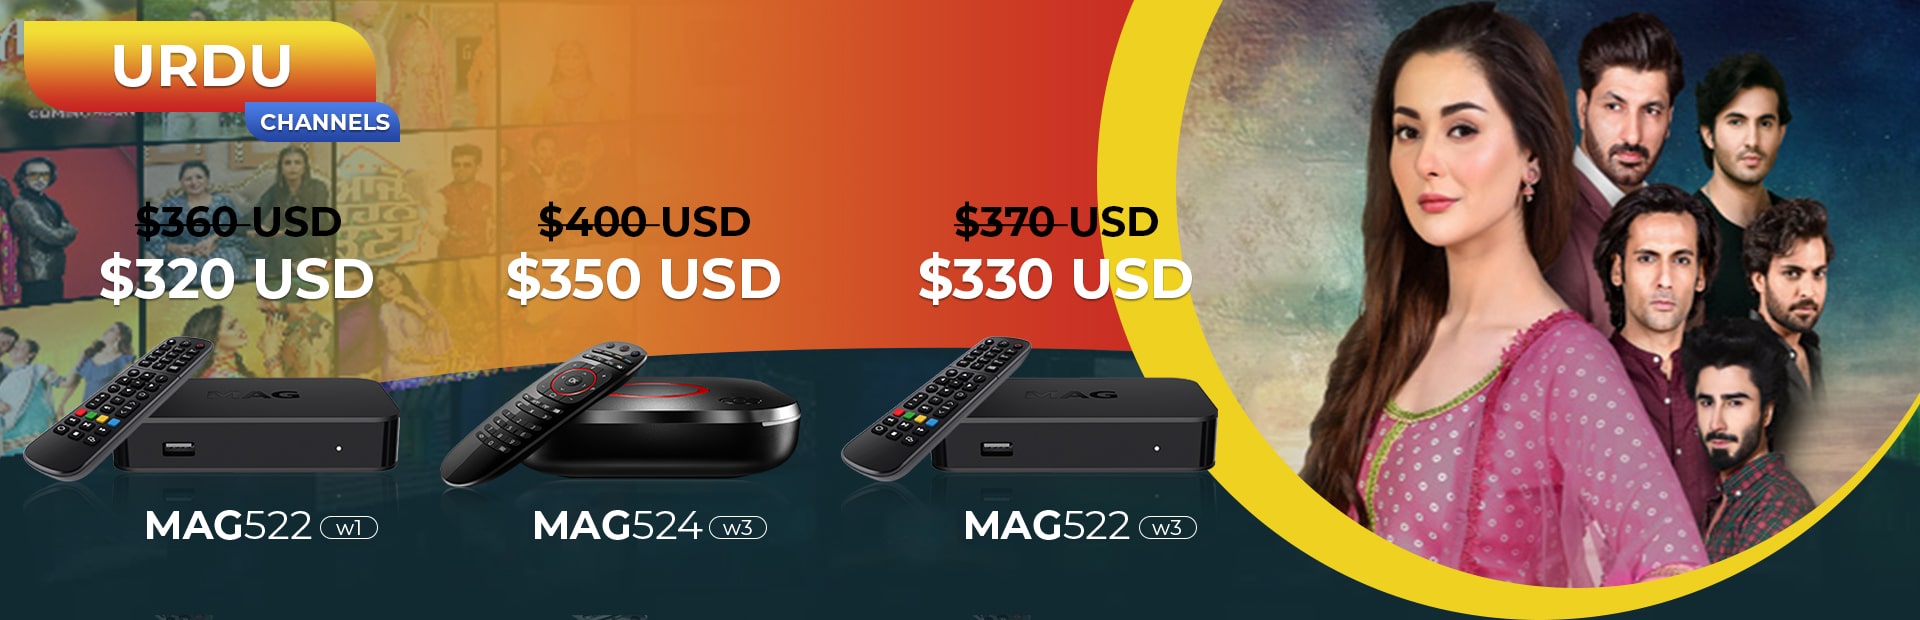 URDU
CHANNELS
$360 USD
$320 USD
$400 USD
$350 USD
$370 USD
$330 USD
MAG
MAG
MAG522 w1
MAG524 w3
MAG522 w3